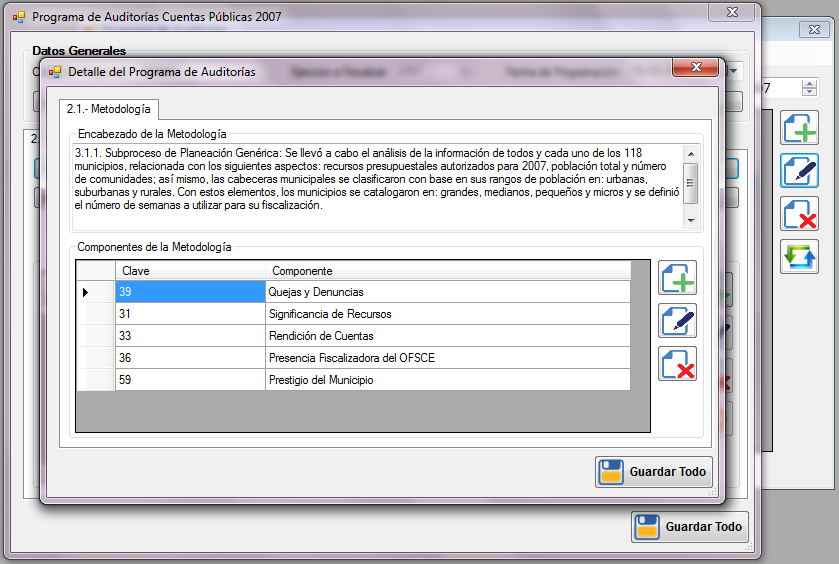 Programa de Auditorías Cuentas Públicas 2007
Datos Generales
Detalle del Programa de Auditorías
2.1.- Metodología
Encabezado de la Metodología
3.1.1. Subproceso de Planeación Genérica: Se llevó a cabo el análisis de la información de todos y cada uno de los 118
municipios, relacionada con los siguientes aspectos: recursos presupuestales autorizados para 2007, población total y número
de comunidades; así mismo, las cabeceras municipales se clasificaron con base en sus rangos de población en: urbanas,
suburbanas y rurales. Con estos elementos, los municipios se catalogaron en: grandes, medianos, pequeños y micros y se definió
el número de semanas a utilizar para su fiscalización.
Componentes de la Metodología
Clave Componente
39 Quejas y Denuncias
31 Significancia de Recursos
33 Rendición de Cuentas
36 Presencia Fiscalizadora del OFSCE
59 Prestigio del Municipio
Guardar Todo
Guardar Todo